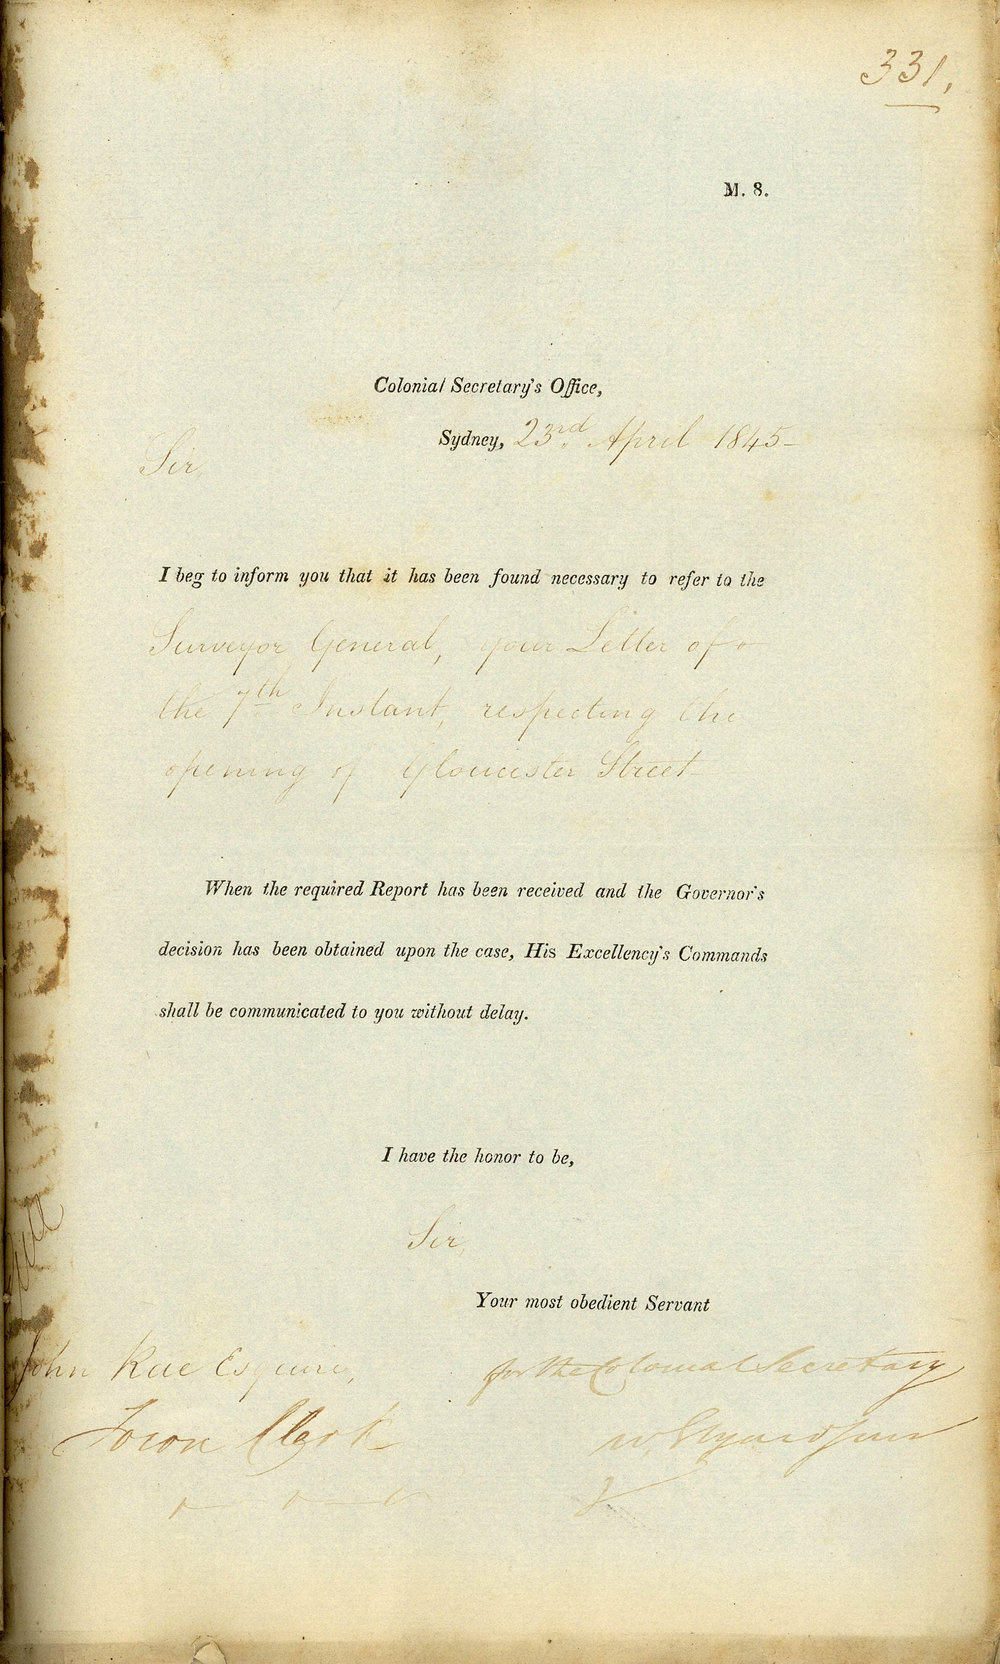 331.
M. 8.
Colonial Secretary's Office,
Sydney, 23rd. April 1845-
Sir,
I beg to inform you that it has been found necessary to refer to the
Surveyor General, your Letter of
the 7th Instant, respecting the
opening of Gloucester Street
When the required Report has been received and the Governor's
decision has been obtained upon the case, His Excellency's Commands
shall be communicated to you without delay.
I have the honor to be,
Sir,
Your most obedient Servant
John Rae Esquire,
for the Colonial Secretary
Town Clerk
W. Elyard Junr